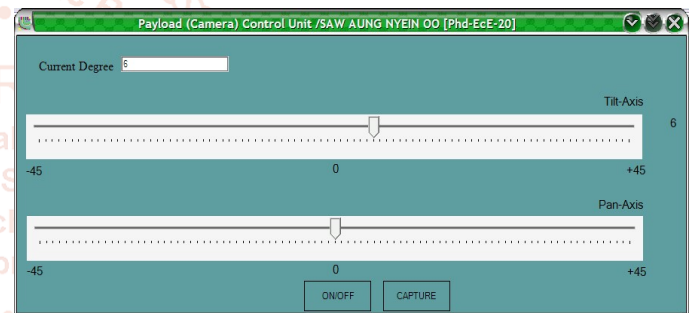 Payload (Camera) Control Unit /SAW AUNG NYEIN OO [Phd-EcE-20]
Current Degree 6
Tilt-Axis
6
-45 0 +45
Pan-Axis
-45 0 +45
ON/OFF CAPTURE